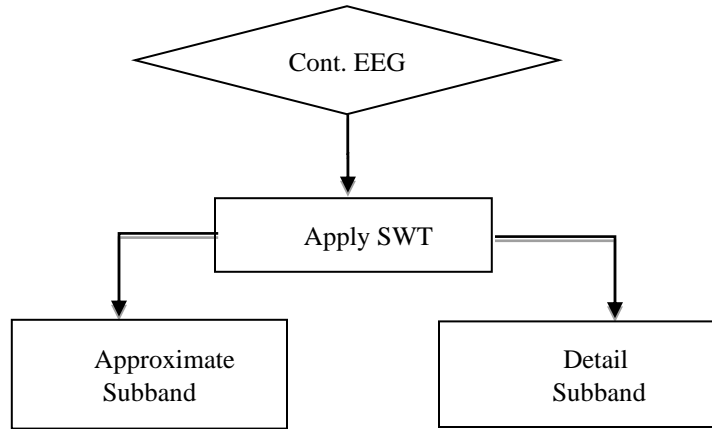 Cont. EEG
Apply SWT
Approximate
Subband
Detail
Subband